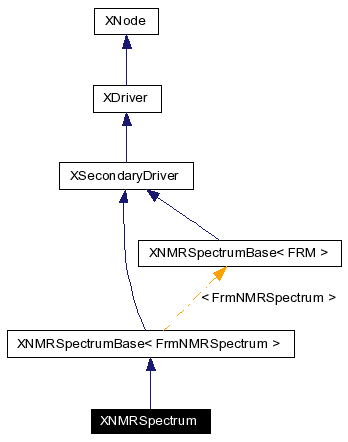 XNode
XDriver
XSecondaryDriver
XNMRSpectrumBase< FRM >
< FrmNMRSpectrum >
XNMRSpectrumBase< FrmNMRSpectrum >
XNMRSpectrum